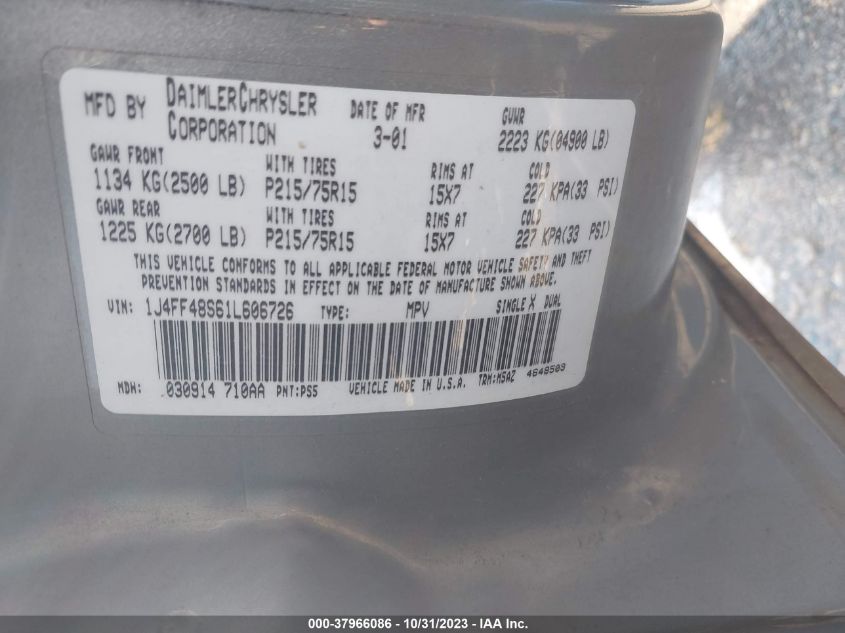 MFD BY DAIMLERCHRYSLER CORPORATION DATE OF MFR 3-01 GVWR 2223 KG(04900 LB)
GAWR FRONT WITH TIRES RIMS AT COLD
1134 KG(2500 LB) P215/75R15 15X7 227 KPA(33 PSI)
GAWR REAR WITH TIRES RIMS AT COLD
1225 KG(2700 LB) P215/75R15 15X7 227 KPA(33 PSI)
THIS VEHICLE CONFORMS TO ALL APPLICABLE FEDERAL MOTOR VEHICLE SAFETY AND THEFT
PREVENTION STANDARDS IN EFFECT ON THE DATE OF MANUFACTURE SHOWN ABOVE.
VIN: 1J4FF48S61L606726 TYPE: MPV SINGLE X DUAL
MDH: 030914 710AA PNT:PS5 VEHICLE MADE IN U.S.A. TRM:M5AZ 4648503
000-37966086 - 10/31/2023 - IAA Inc.